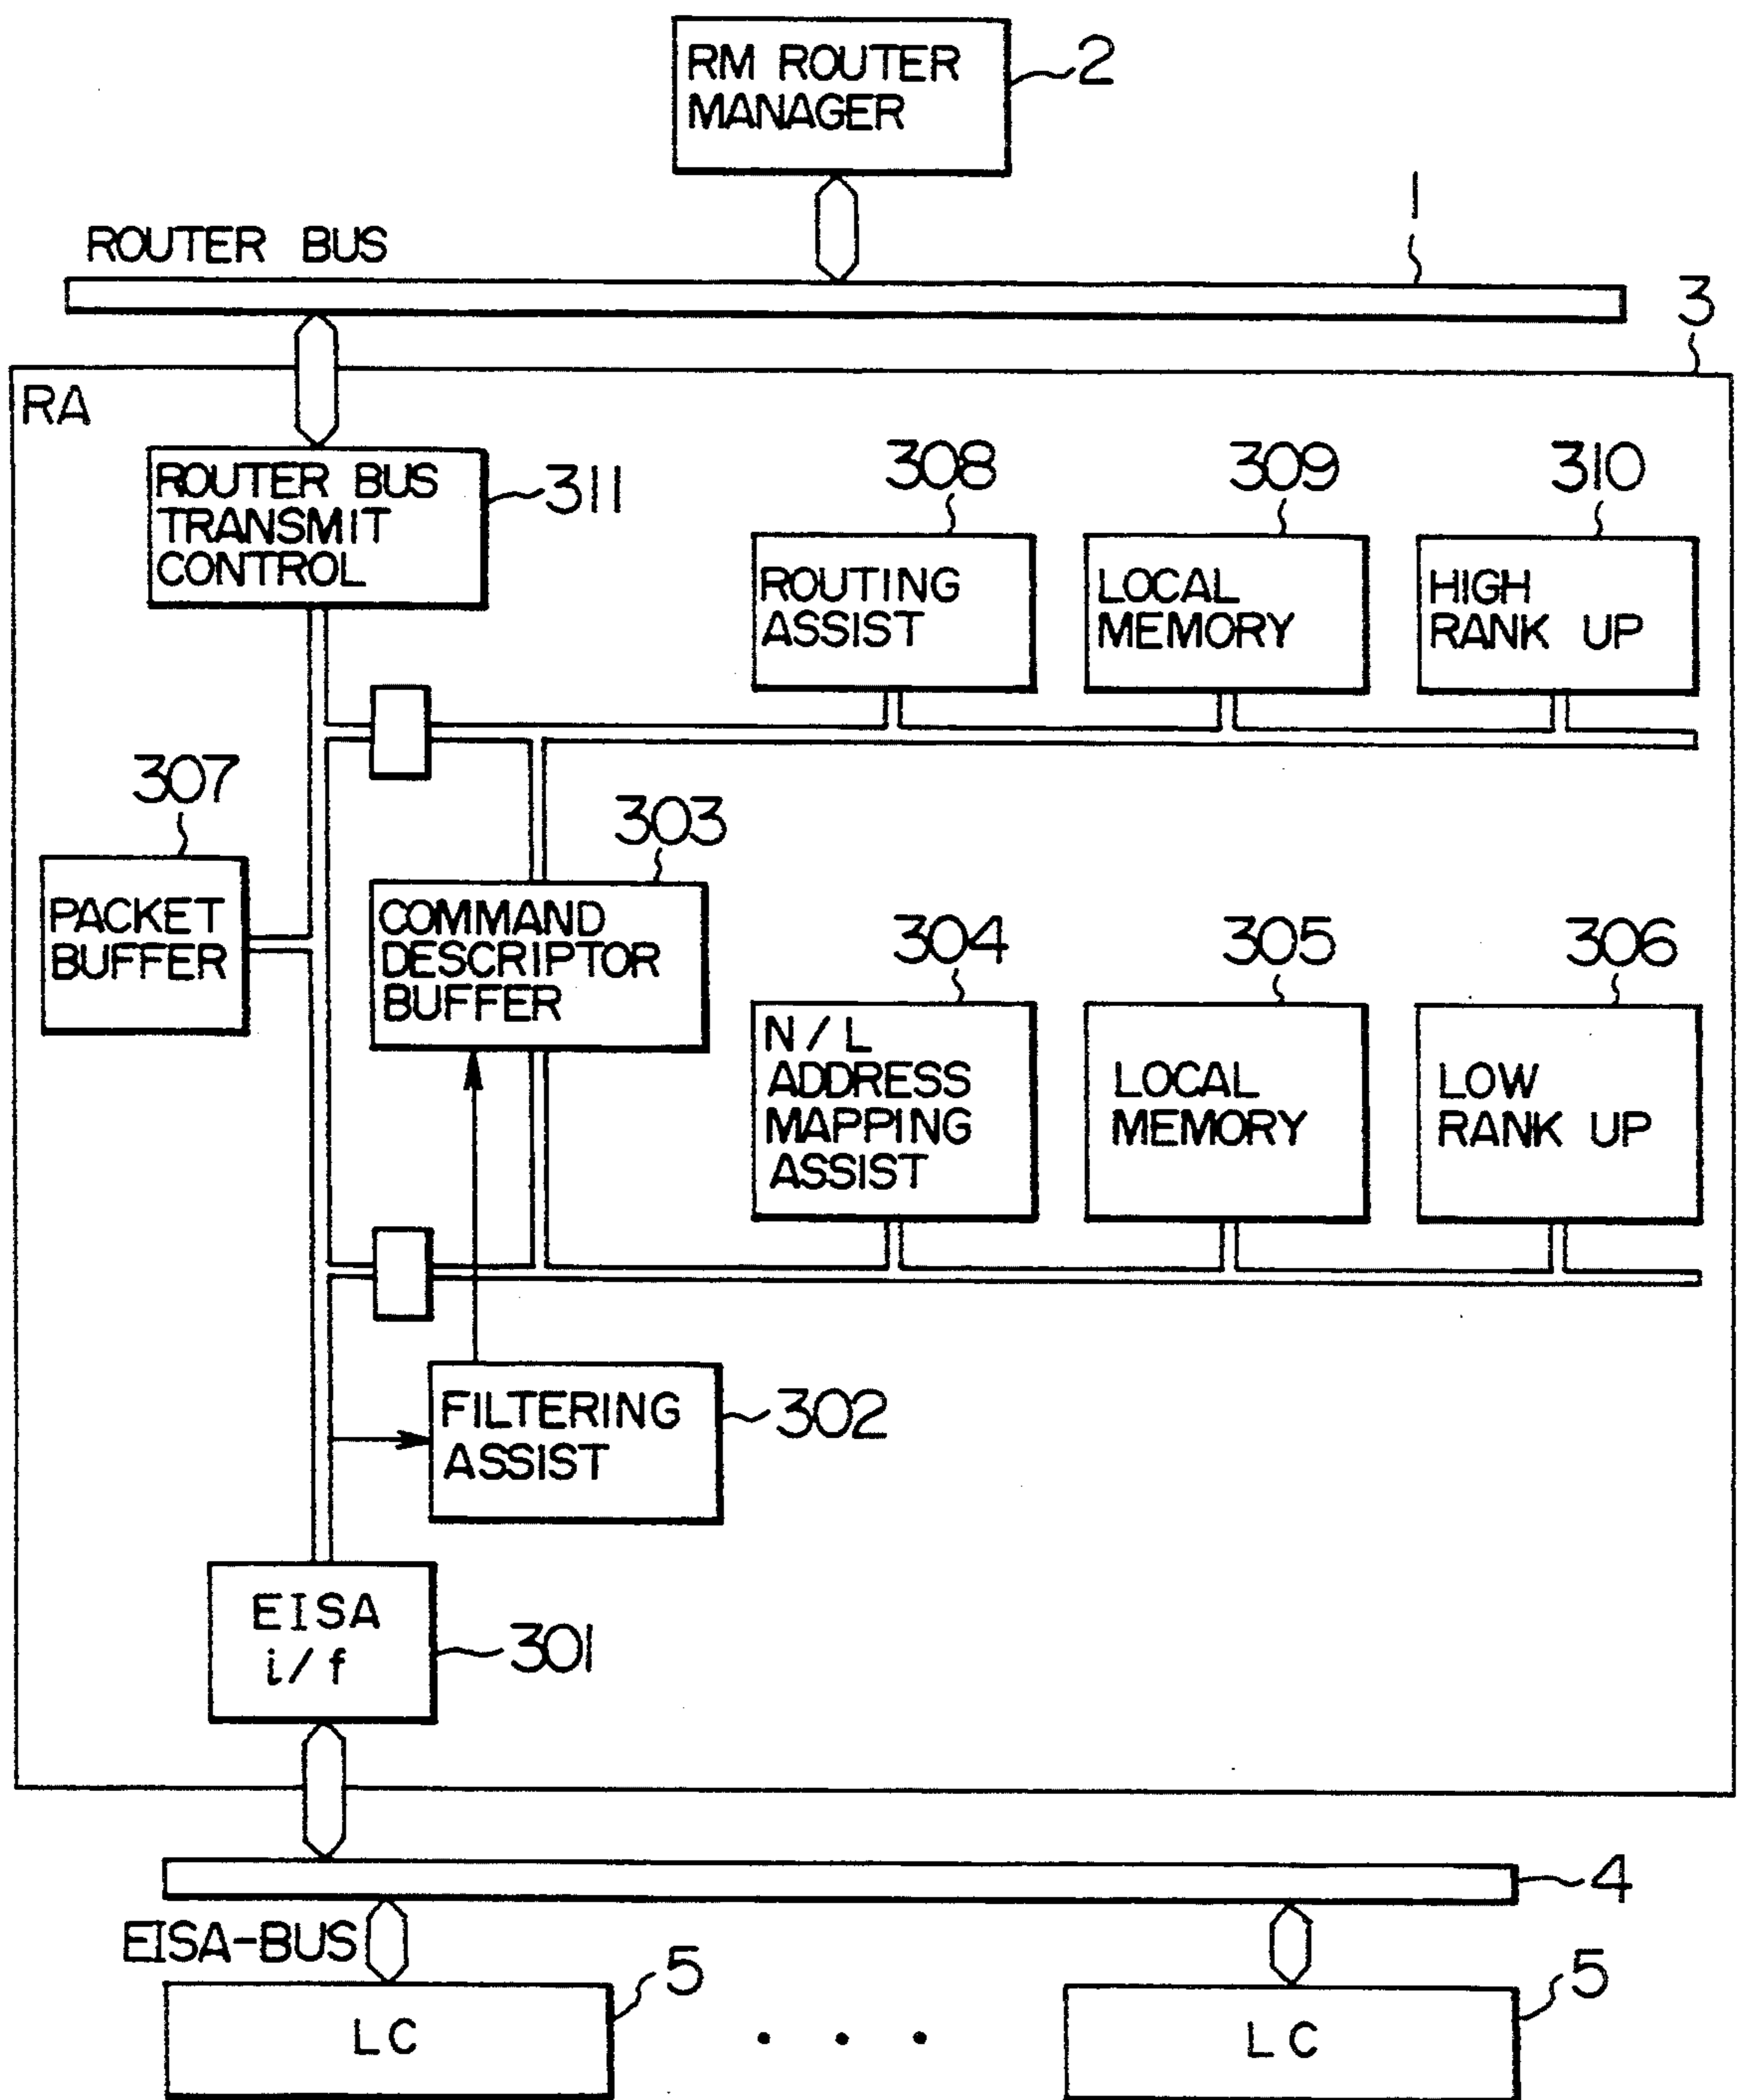 RM ROUTER
MANAGER
2
1
ROUTER BUS
3
RA
ROUTER BUS
TRANSMIT
CONTROL
311
308
ROUTING
ASSIST
309
LOCAL
MEMORY
310
HIGH
RANK UP
307
PACKET
BUFFER
303
COMMAND
DESCRIPTOR
BUFFER
304
N/L
ADDRESS
MAPPING
ASSIST
305
LOCAL
MEMORY
306
LOW
RANK UP
FILTERING
ASSIST
302
EISA
i/f
301
4
EISA-BUS
5
LC
. . .
5
LC